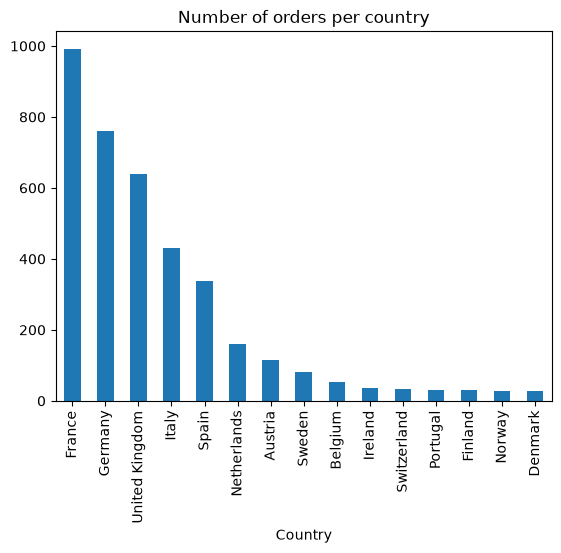 Number of orders per country
1000
800
600
400
200
0
France
Germany
United Kingdom
Italy
Spain
Netherlands
Austria
Sweden
Belgium
Ireland
Switzerland
Portugal
Finland
Norway
Denmark
Country